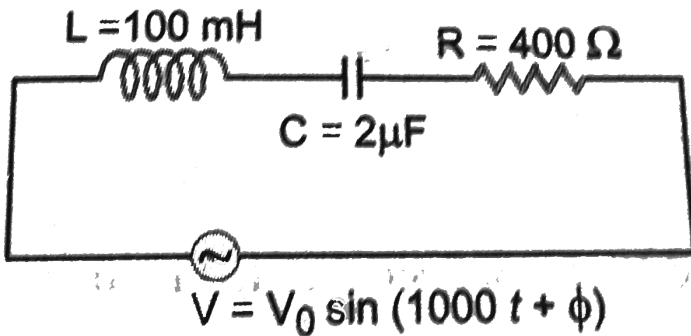 L =100 mH
R = 400 Ω
C = 2μF
V = V₀ sin (1000 t + ϕ)